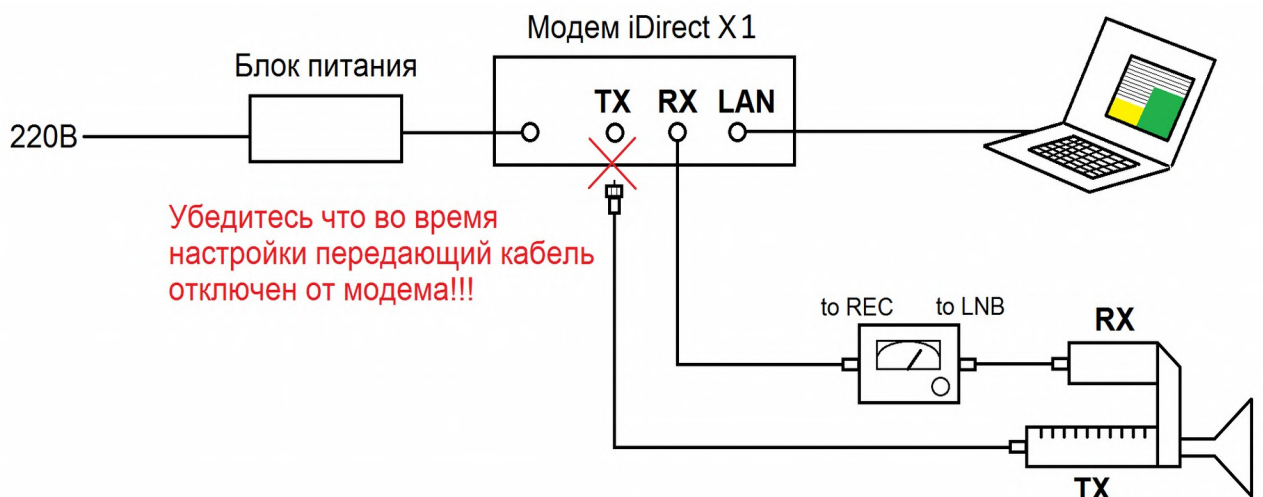 Модем iDirect X1
Блок питания
TX RX LAN
220В
Убедитесь что во время
настройки передающий кабель
отключен от модема!!!
to REC to LNB
RX
TX